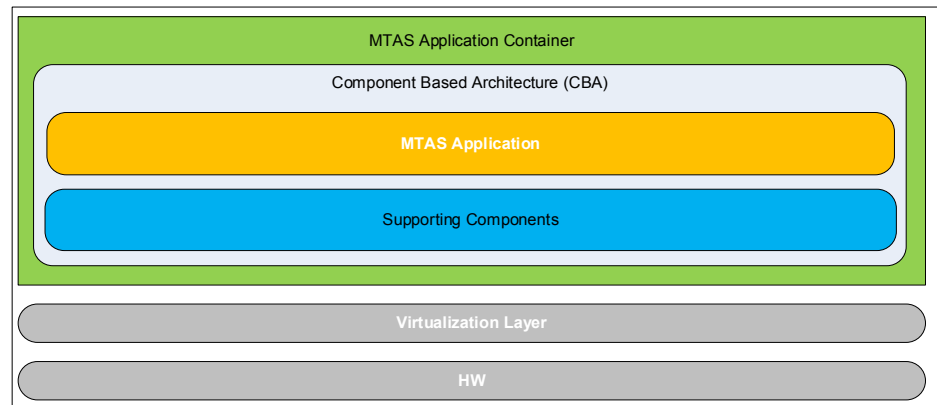 MTAS Application Container
Component Based Architecture (CBA)
MTAS Application
Supporting Components
Virtualization Layer
HW